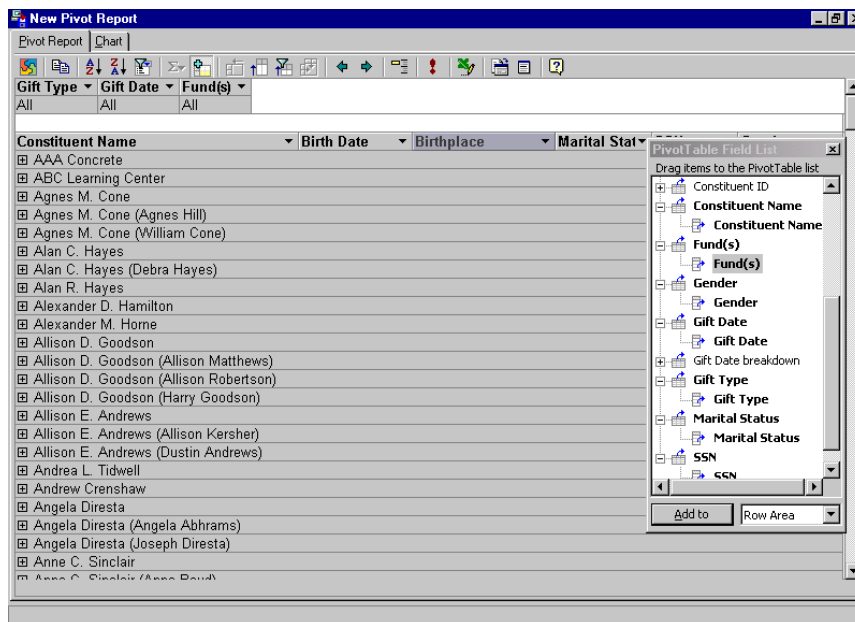 New Pivot Report
Pivot Report Chart
Gift Type Gift Date Fund(s)
All All All
Constituent Name Birth Date Birthplace Marital Stat
AAA Concrete
ABC Learning Center
Agnes M. Cone
Agnes M. Cone (Agnes Hill)
Agnes M. Cone (William Cone)
Alan C. Hayes
Alan C. Hayes (Debra Hayes)
Alan R. Hayes
Alexander D. Hamilton
Alexander M. Horne
Allison D. Goodson
Allison D. Goodson (Allison Matthews)
Allison D. Goodson (Allison Robertson)
Allison D. Goodson (Harry Goodson)
Allison E. Andrews
Allison E. Andrews (Allison Kersher)
Allison E. Andrews (Dustin Andrews)
Andrea L. Tidwell
Andrew Crenshaw
Angela Diresta
Angela Diresta (Angela Abhrams)
Angela Diresta (Joseph Diresta)
Anne C. Sinclair
PivotTable Field List
Drag items to the PivotTable list
Constituent ID
Constituent Name
Constituent Name
Fund(s)
Fund(s)
Gender
Gender
Gift Date
Gift Date
Gift Date breakdown
Gift Type
Gift Type
Marital Status
Marital Status
SSN
SSN
Add to Row Area